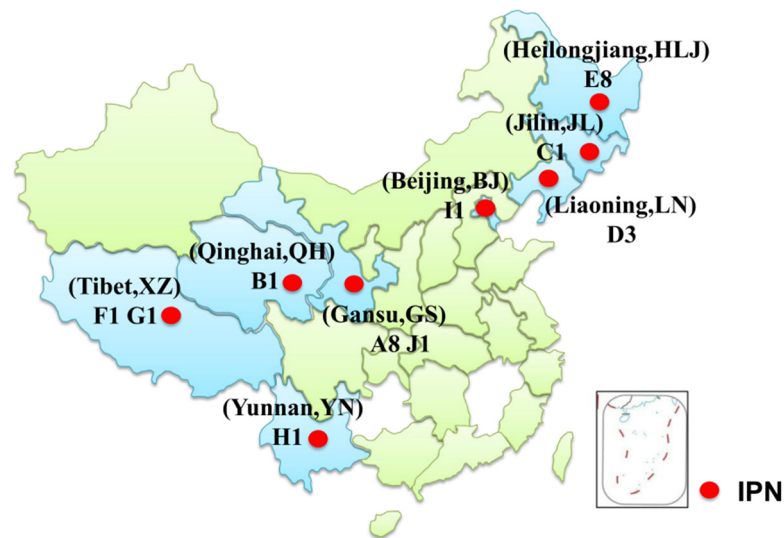 (Heilongjiang,HLJ)
E8
(Jilin,JL)
C1
(Beijing,BJ)
I1
(Liaoning,LN)
D3
(Qinghai,QH)
B1
(Tibet,XZ)
F1 G1
(Gansu,GS)
A8 J1
(Yunnan,YN)
H1
IPN